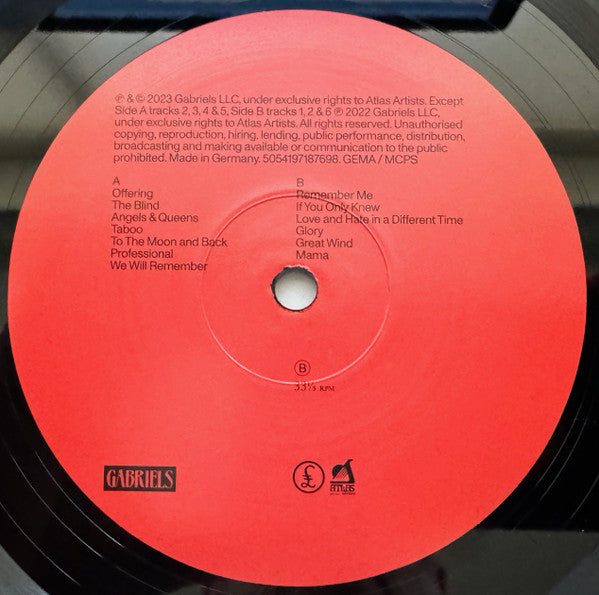 ℗ & © 2023 Gabriels LLC, under exclusive rights to Atlas Artists. Except
Side A tracks 2, 3, 4 & 5, Side B tracks 1, 2 & 6 ℗ 2022 Gabriels LLC,
under exclusive rights to Atlas Artists. All rights reserved. Unauthorised
copying, reproduction, hiring, lending, public performance, distribution,
broadcasting and making available or communication to the public
prohibited. Made in Germany. 5054197187698. GEMA / MCPS
A
Offering
The Blind
Angels & Queens
Taboo
To The Moon and Back
Professional
We Will Remember
B
Remember Me
If You Only Knew
Love and Hate in a Different Time
Glory
Great Wind
Mama
B
33⅓ RPM
GABRIELS
£
ATLAS